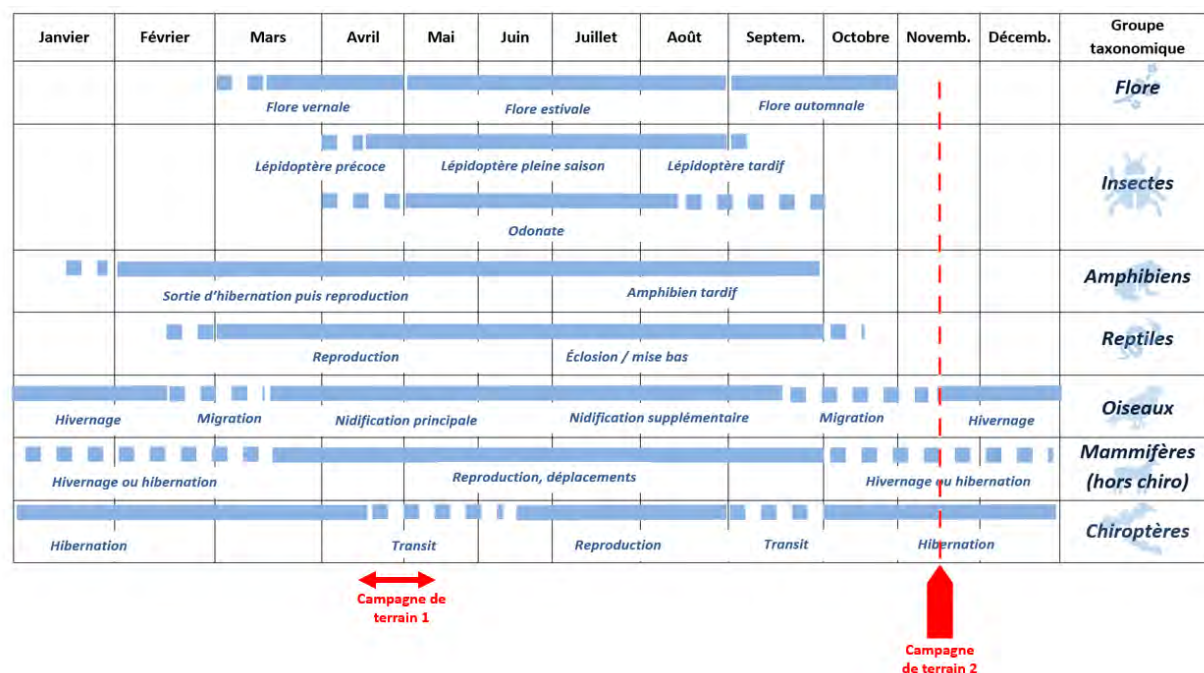 Janvier Février Mars Avril Mai Juin Juillet Août Septem. Octobre Novemb. Décemb. Groupe taxonomique
Flore
Flore vernale Flore estivale Flore automnale
Lépidoptère précoce Lépidoptère pleine saison Lépidoptère tardif
Insectes
Odonate
Amphibiens
Sortie d'hibernation puis reproduction Amphibien tardif
Reptiles
Reproduction Éclosion / mise bas
Oiseaux
Hivernage Migration Nidification principale Nidification supplémentaire Migration Hivernage
Mammifères
(hors chiro)
Hivernage ou hibernation Reproduction, déplacements Hivernage ou hibernation
Chiroptères
Hibernation Transit Reproduction Transit Hibernation
Campagne de
terrain 1
Campagne
de terrain 2